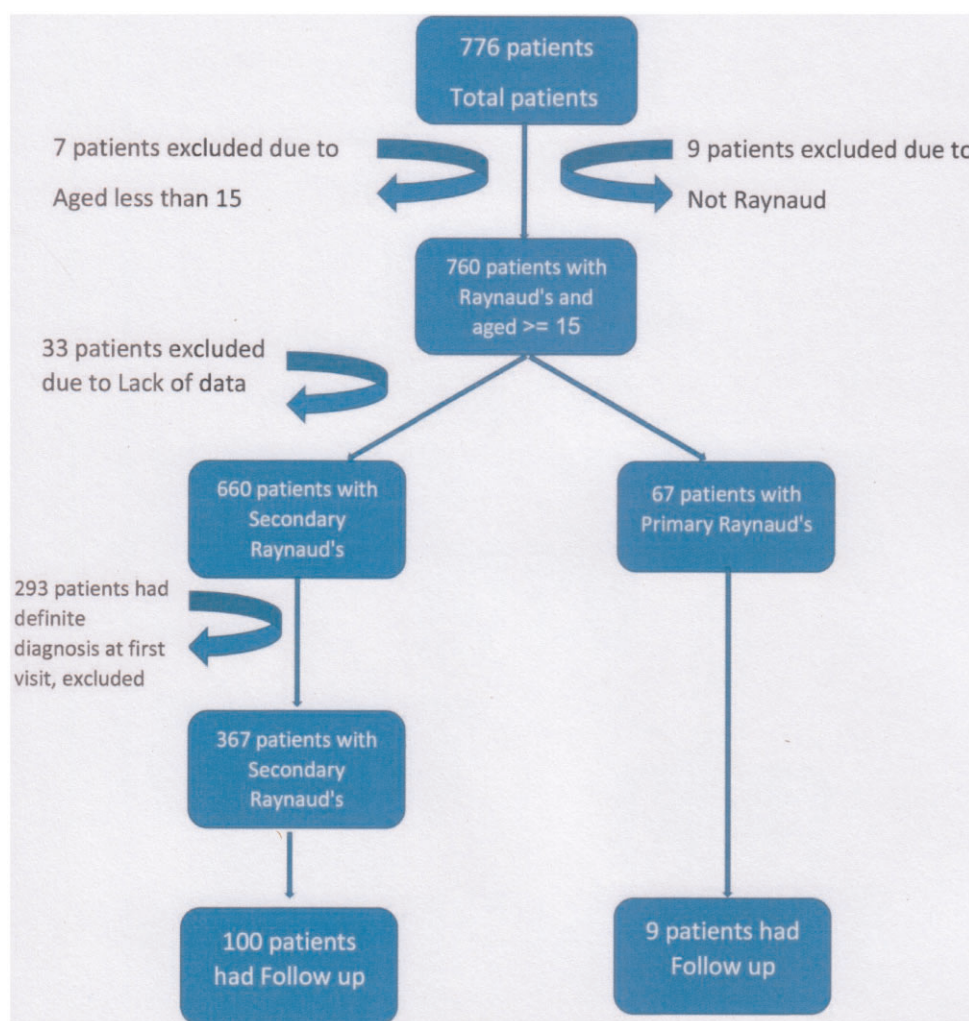 776 patients
Total patients
7 patients excluded due to
Aged less than 15
9 patients excluded due to
Not Raynaud
760 patients with
Raynaud's and
aged >= 15
33 patients excluded
due to Lack of data
660 patients with
Secondary
Raynaud's
67 patients with
Primary Raynaud's
293 patients had
definite
diagnosis at first
visit, excluded
367 patients with
Secondary
Raynaud's
100 patients
had Follow up
9 patients had
Follow up